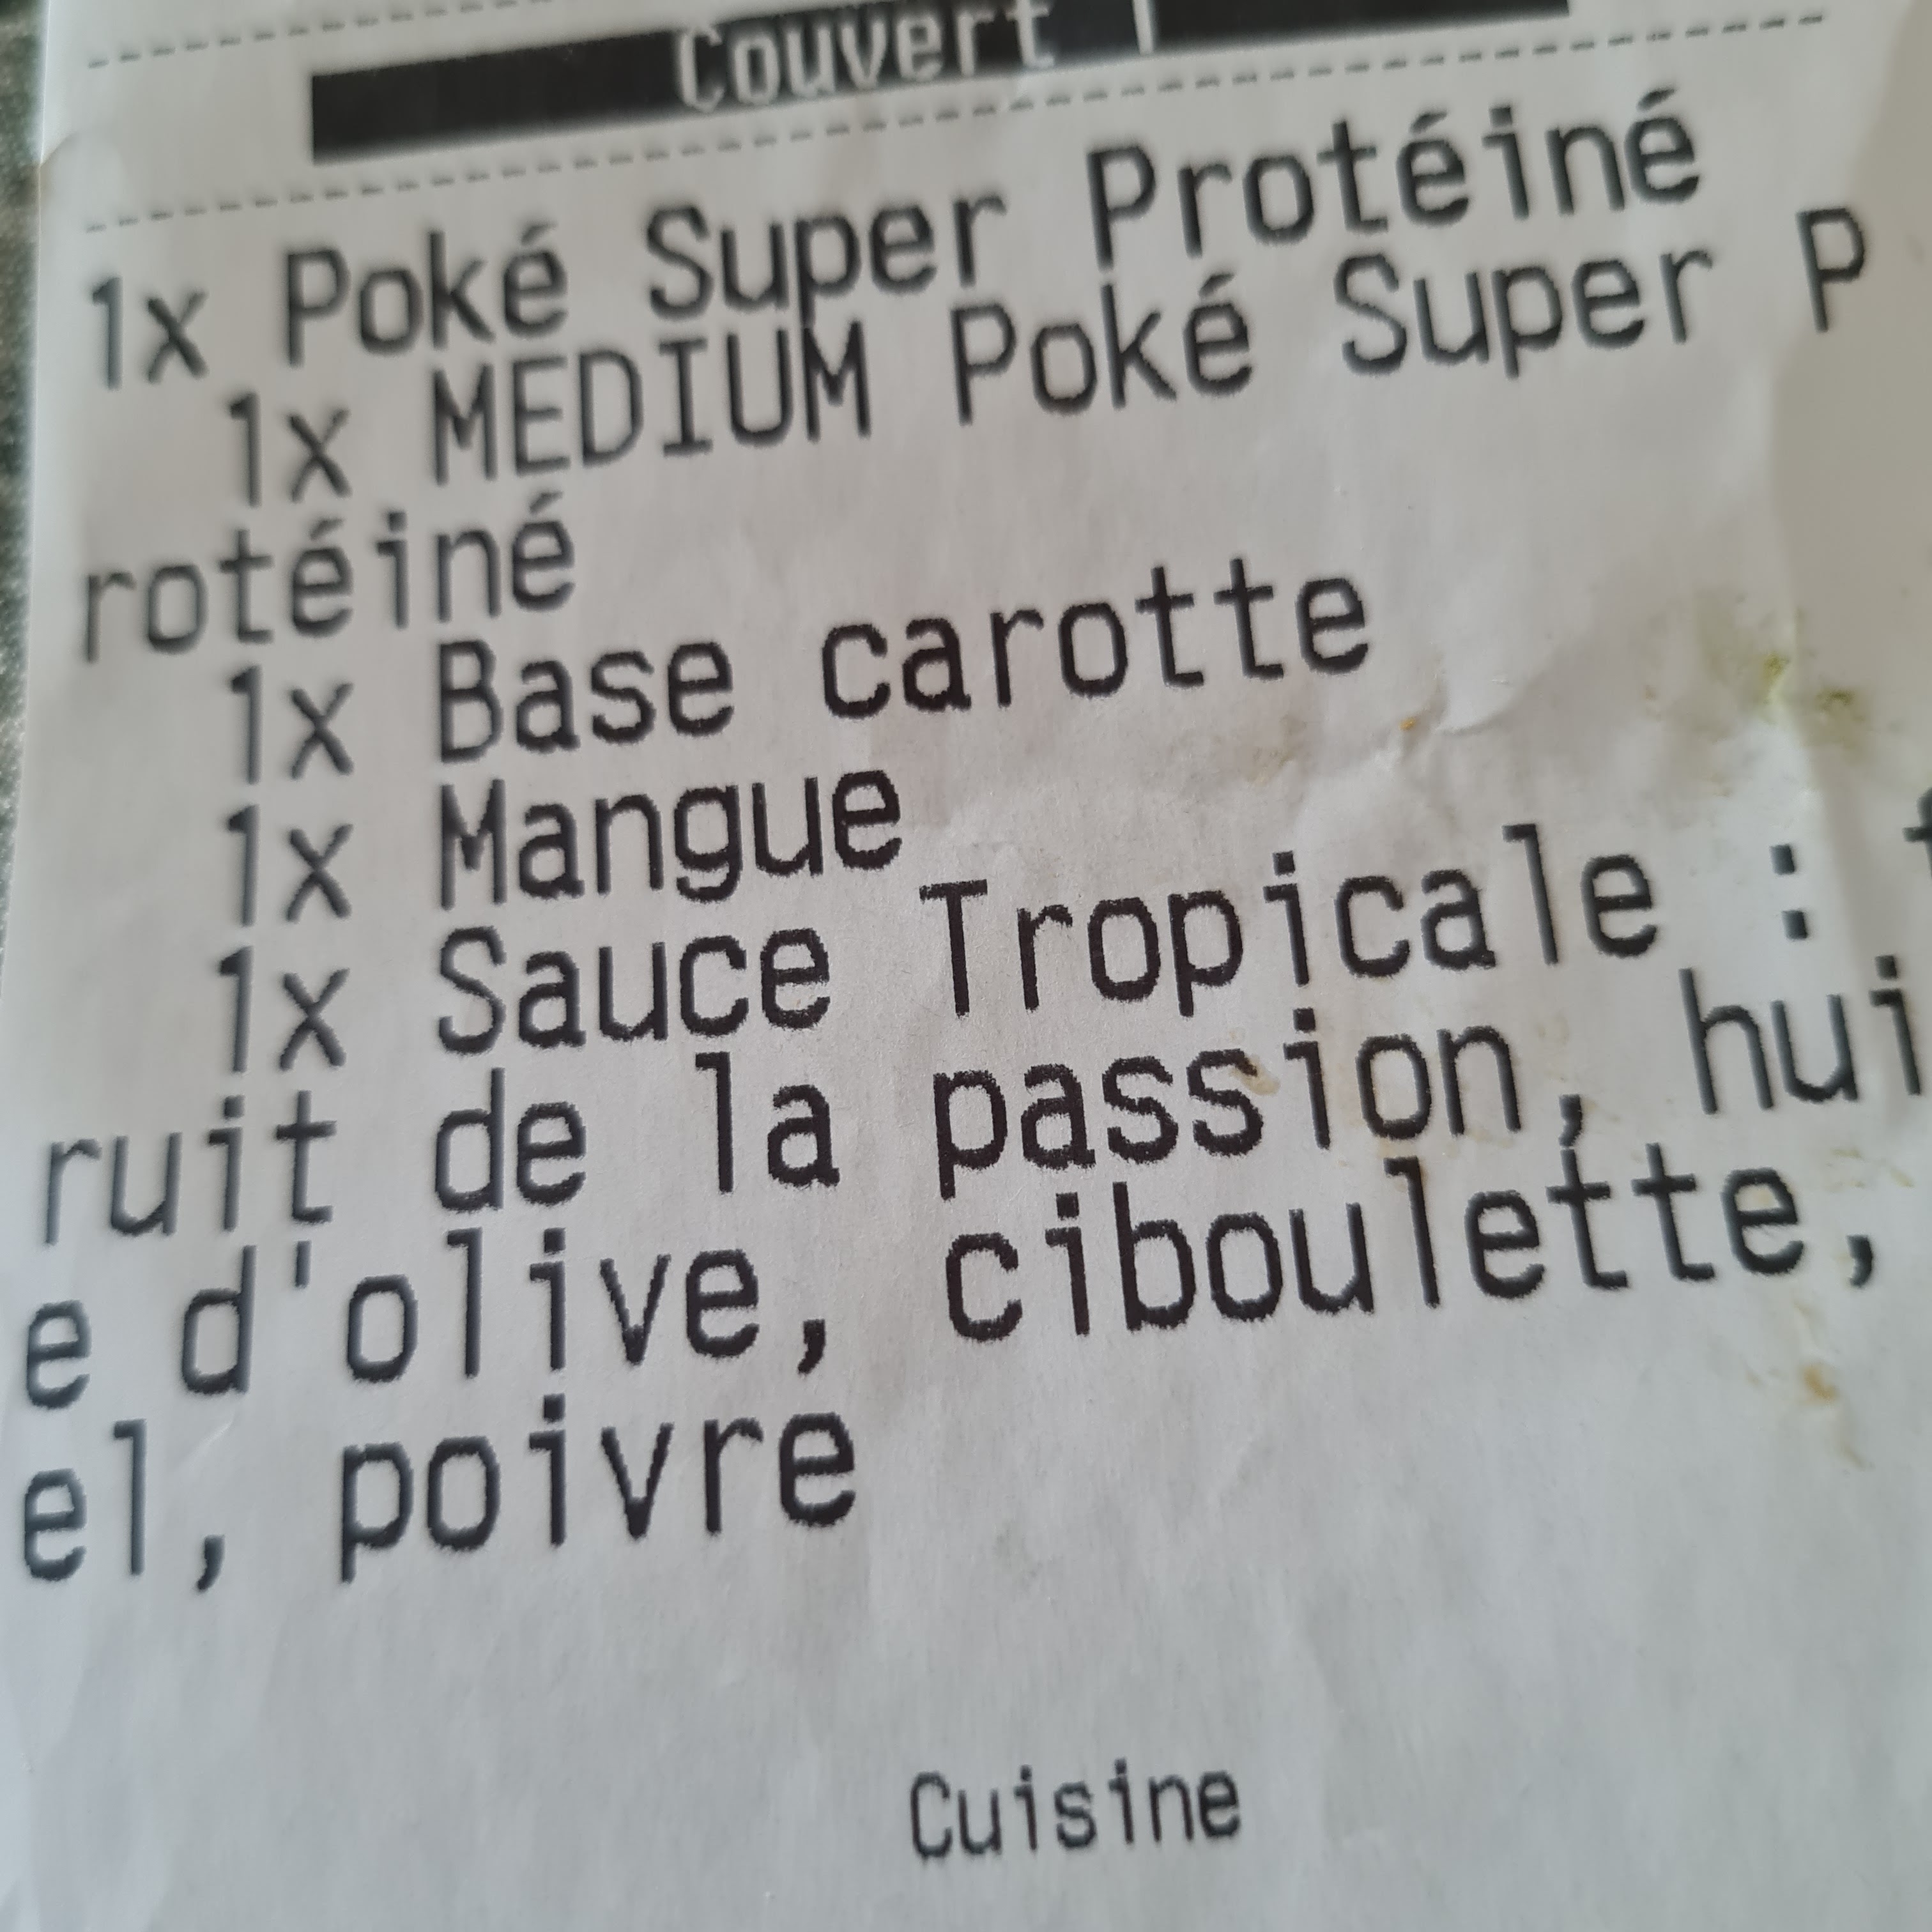 Couvert 1
1x Poké Super Protéiné
1x MEDIUM Poké Super P
rotéiné
1x Base carotte
1x Mangue
1x Sauce Tropicale : f
ruit de la passion, hui
e d'olive, ciboulette,
el, poivre
Cuisine